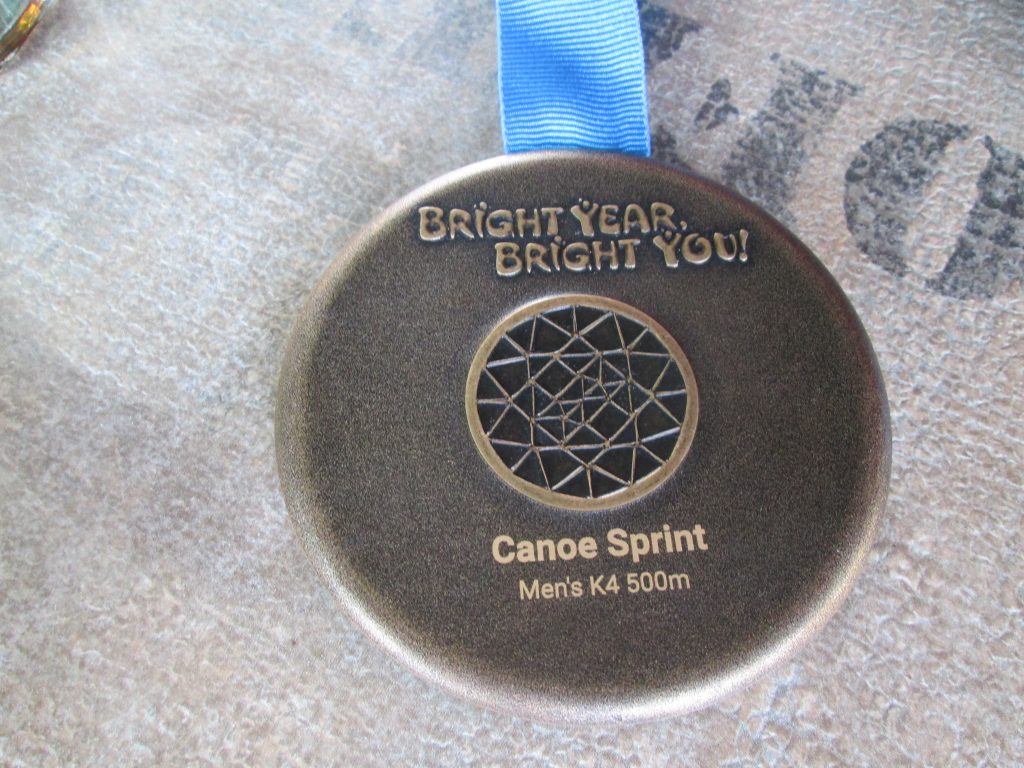 BRIGHT YEAR,
BRIGHT YOU!
Canoe Sprint
Men's K4 500m